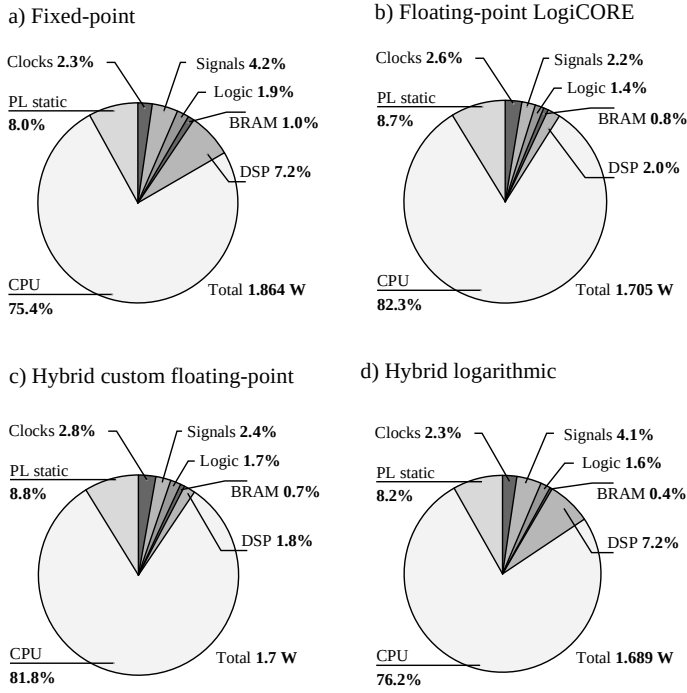 a) Fixed-point
Clocks 2.3%
Signals 4.2%
Logic 1.9%
PL static
8.0%
BRAM 1.0%
DSP 7.2%
CPU
75.4%
Total 1.864 W
b) Floating-point LogiCORE
Clocks 2.6%
Signals 2.2%
Logic 1.4%
PL static
8.7%
BRAM 0.8%
DSP 2.0%
CPU
82.3%
Total 1.705 W
c) Hybrid custom floating-point
Clocks 2.8%
Signals 2.4%
Logic 1.7%
PL static
8.8%
BRAM 0.7%
DSP 1.8%
CPU
81.8%
Total 1.7 W
d) Hybrid logarithmic
Clocks 2.3%
Signals 4.1%
Logic 1.6%
PL static
8.2%
BRAM 0.4%
DSP 7.2%
CPU
76.2%
Total 1.689 W